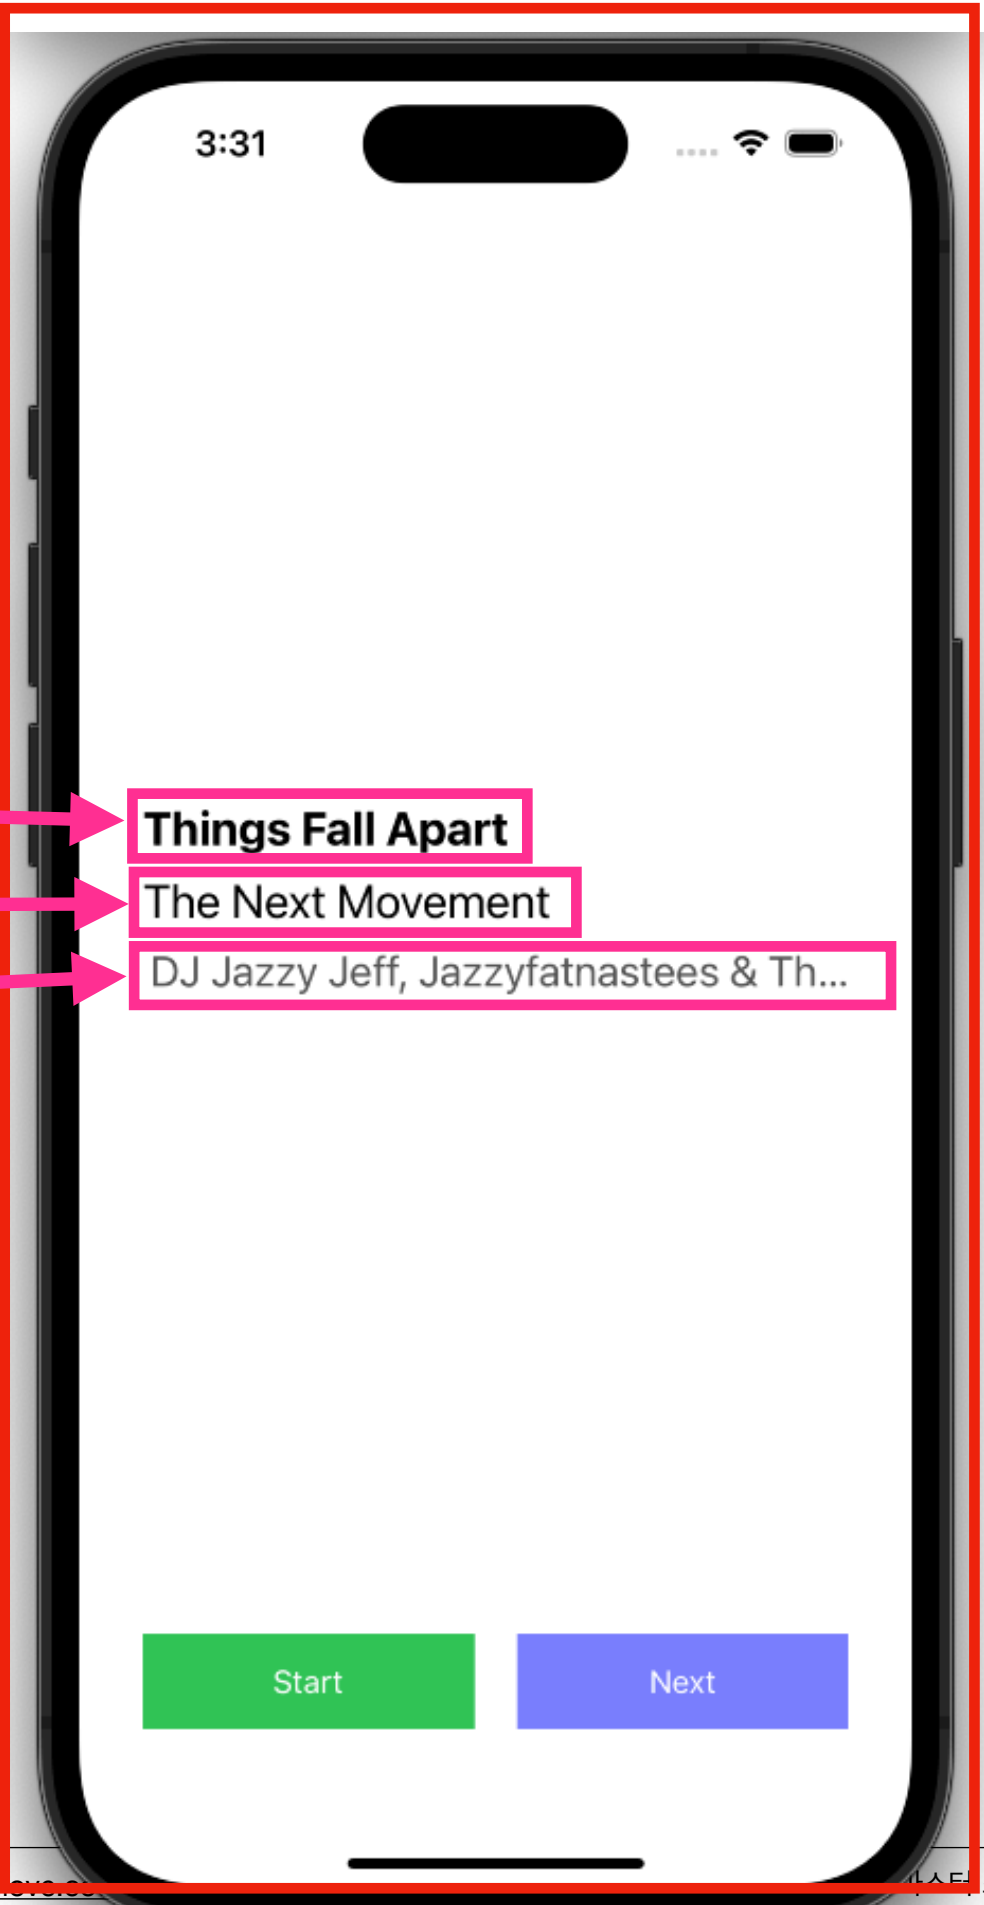 3:31
Things Fall Apart
The Next Movement
DJ Jazzy Jeff, Jazzyfatnastees & Th...
Start
Next